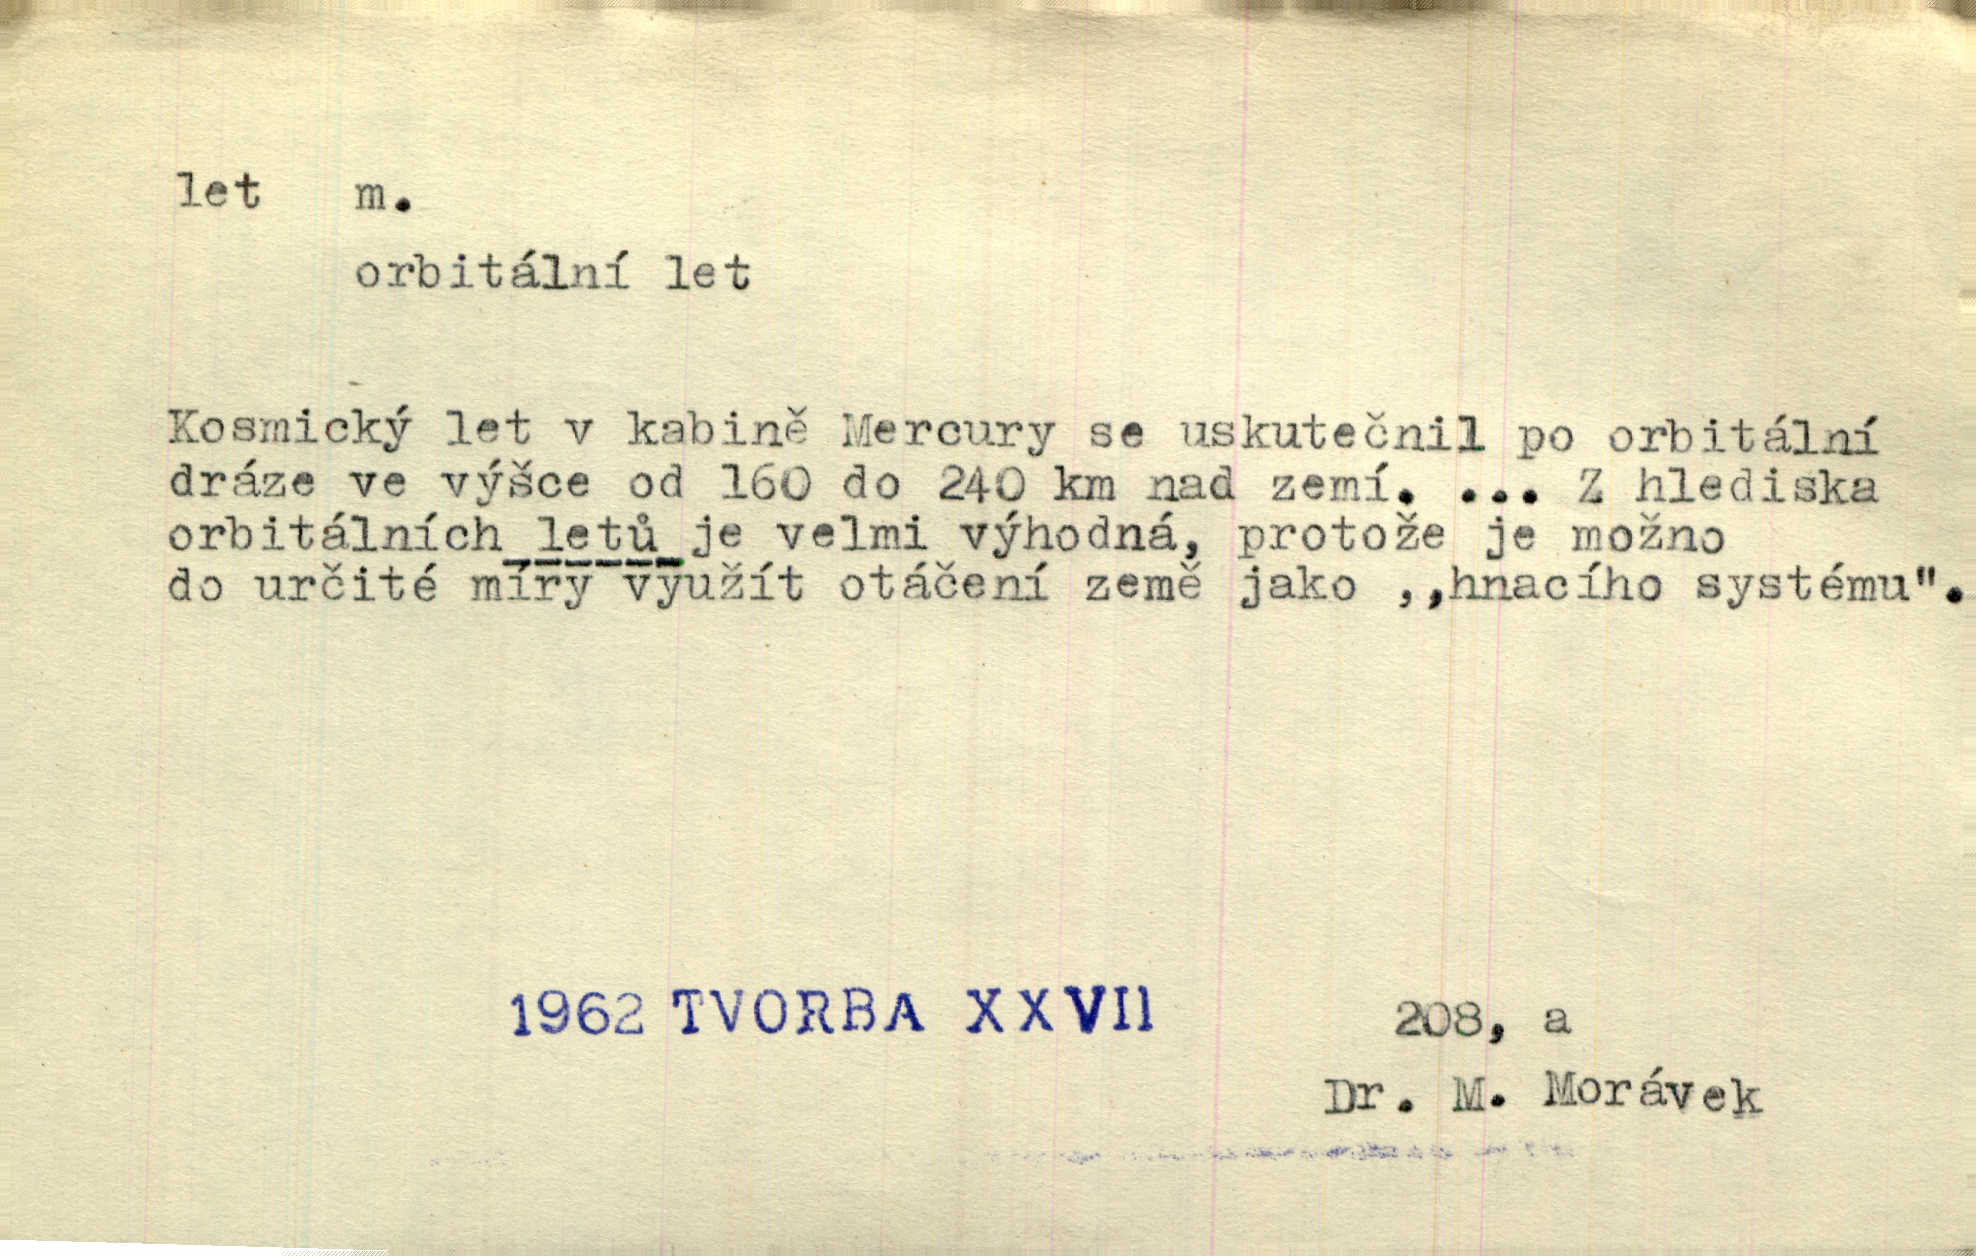 let m.
orbitální let
Kosmický let v kabině Mercury se uskutečnil po orbitální
dráze ve výšce od 160 do 240 km nad zemí. ... Z hlediska
orbitálních letů je velmi výhodná, protože je možno
do určité míry využít otáčení země jako ,,hnacího systému".
1962 TVORBA XXVII 208, a
Dr. M. Morávek